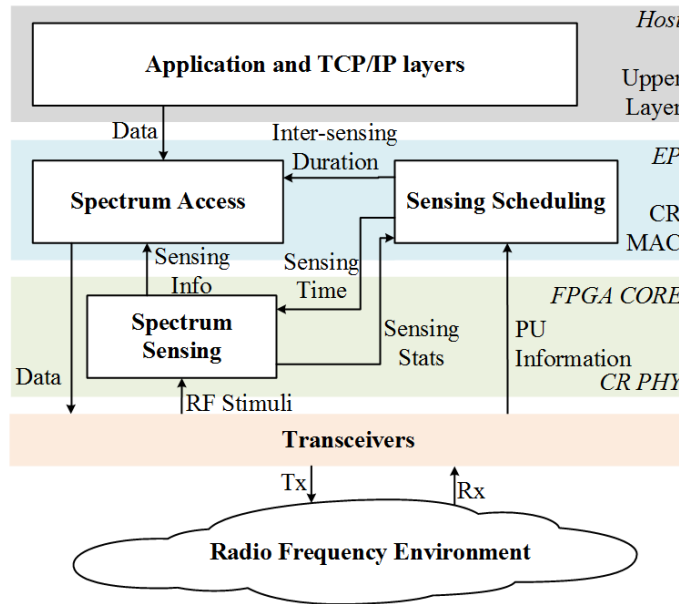 Host
Application and TCP/IP layers
Upper
Layer
Data
Inter-sensing
Duration
EP
Spectrum Access
Sensing Scheduling
CR
MAC
Sensing
Info
Sensing
Time
FPGA CORE
Spectrum
Sensing
Sensing
Stats
PU
Information
Data
RF Stimuli
CR PHY
Transceivers
Tx
Rx
Radio Frequency Environment